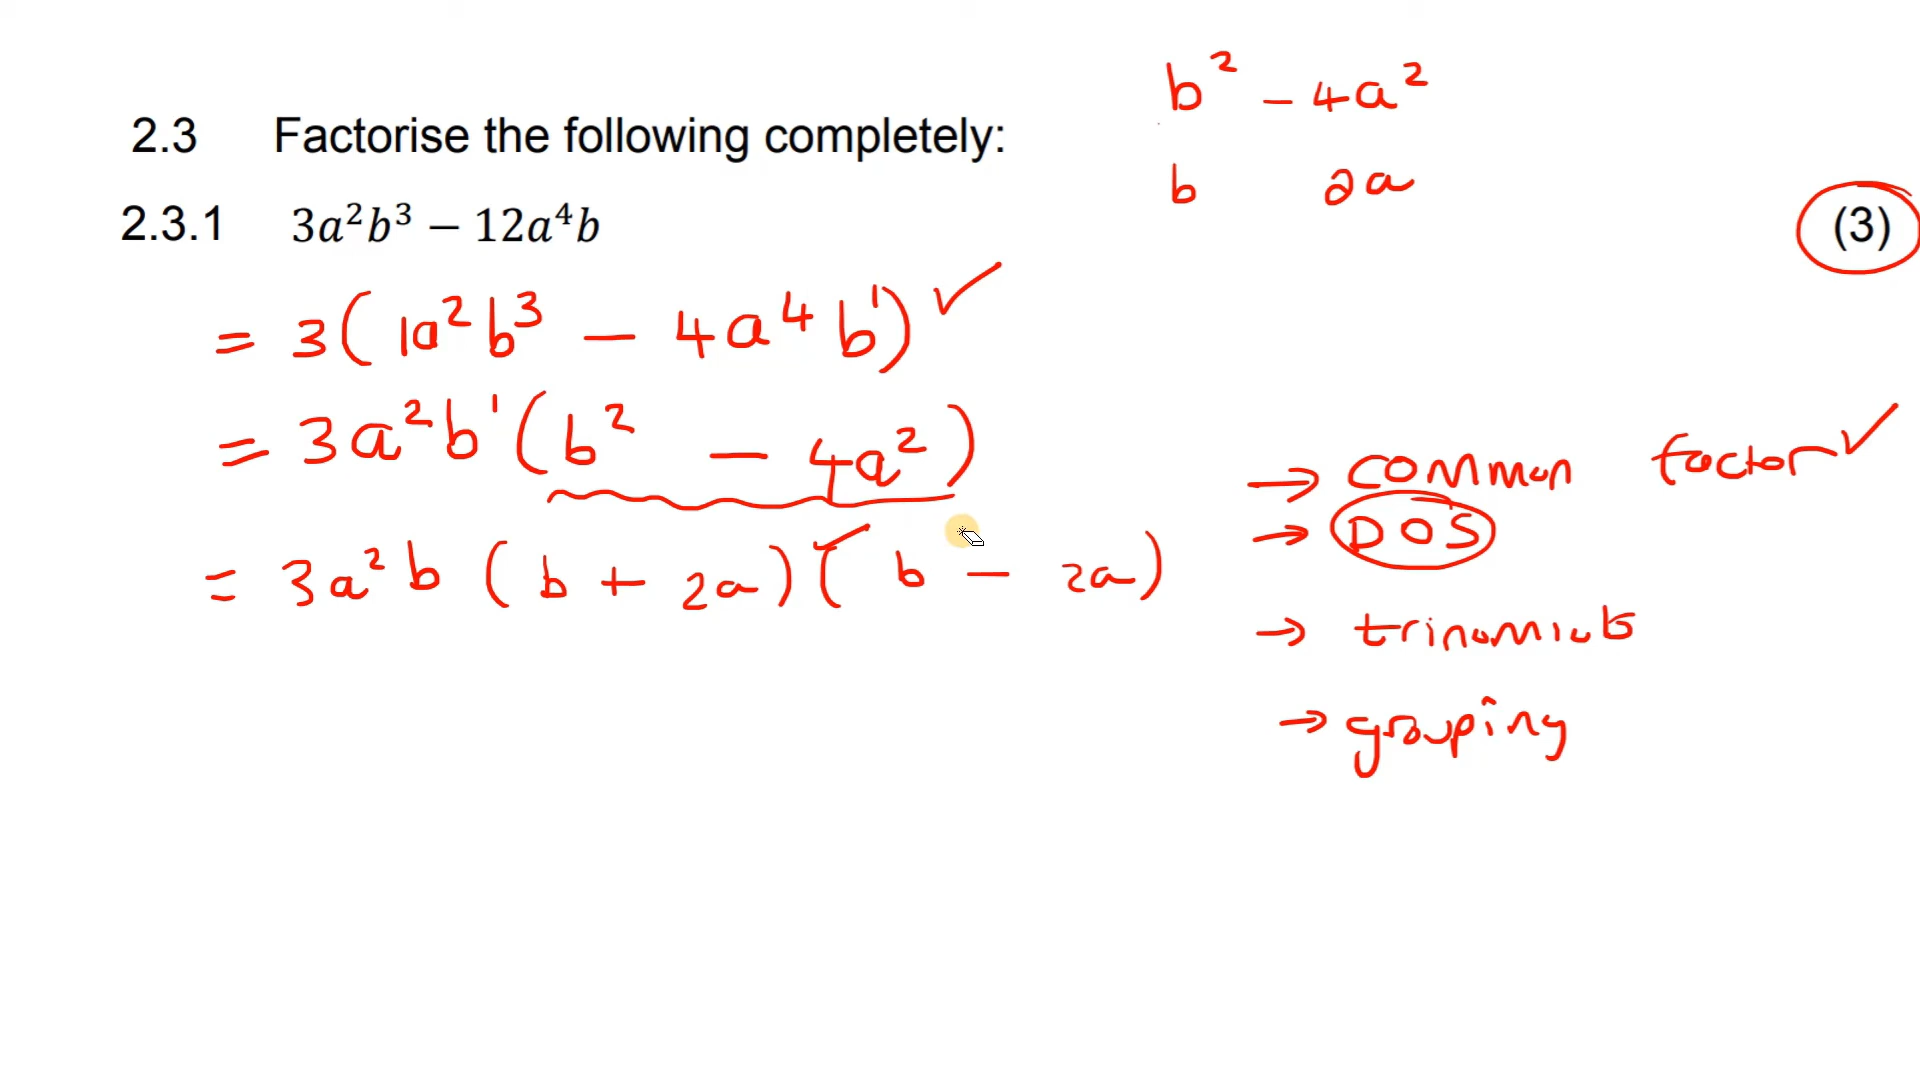 2.3 Factorise the following completely:
2.3.1 3a²b³ − 12a⁴b
(3)
b² − 4a²
b 2a
= 3(1a²b³ − 4a⁴b¹) ✓
= 3a²b¹(b² − 4a²)
= 3a²b (b + 2a)(b − 2a)
→ common factor ✓
→ DOS
→ trinomials
→ grouping